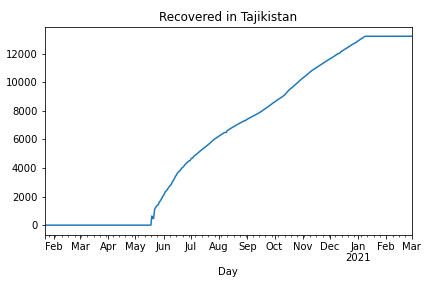 Recovered in Tajikistan
12000
10000
8000
6000
4000
2000
0
Feb Mar Apr May Jun Jul Aug Sep Oct Nov Dec Jan Feb Mar
2021
Day